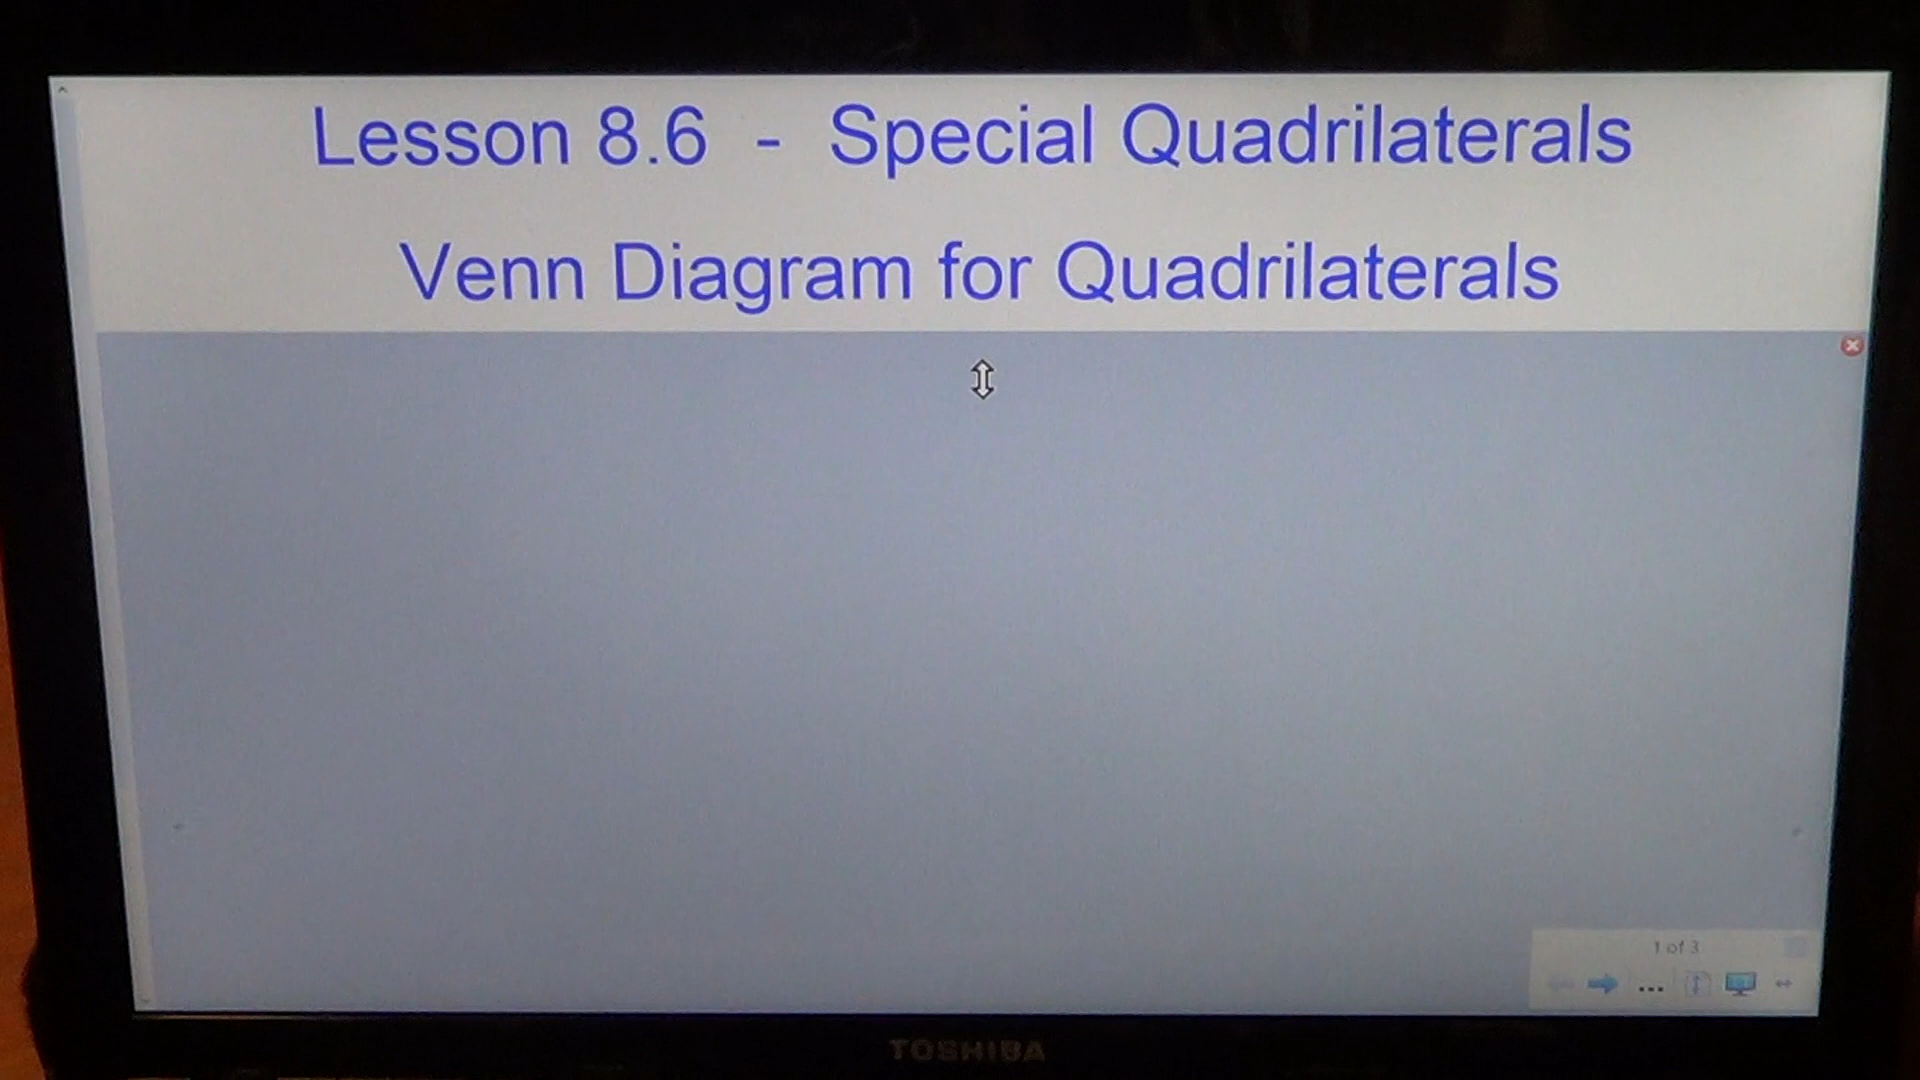 Lesson 8.6 - Special Quadrilaterals
Venn Diagram for Quadrilaterals
1 of 3
...
TOSHIBA